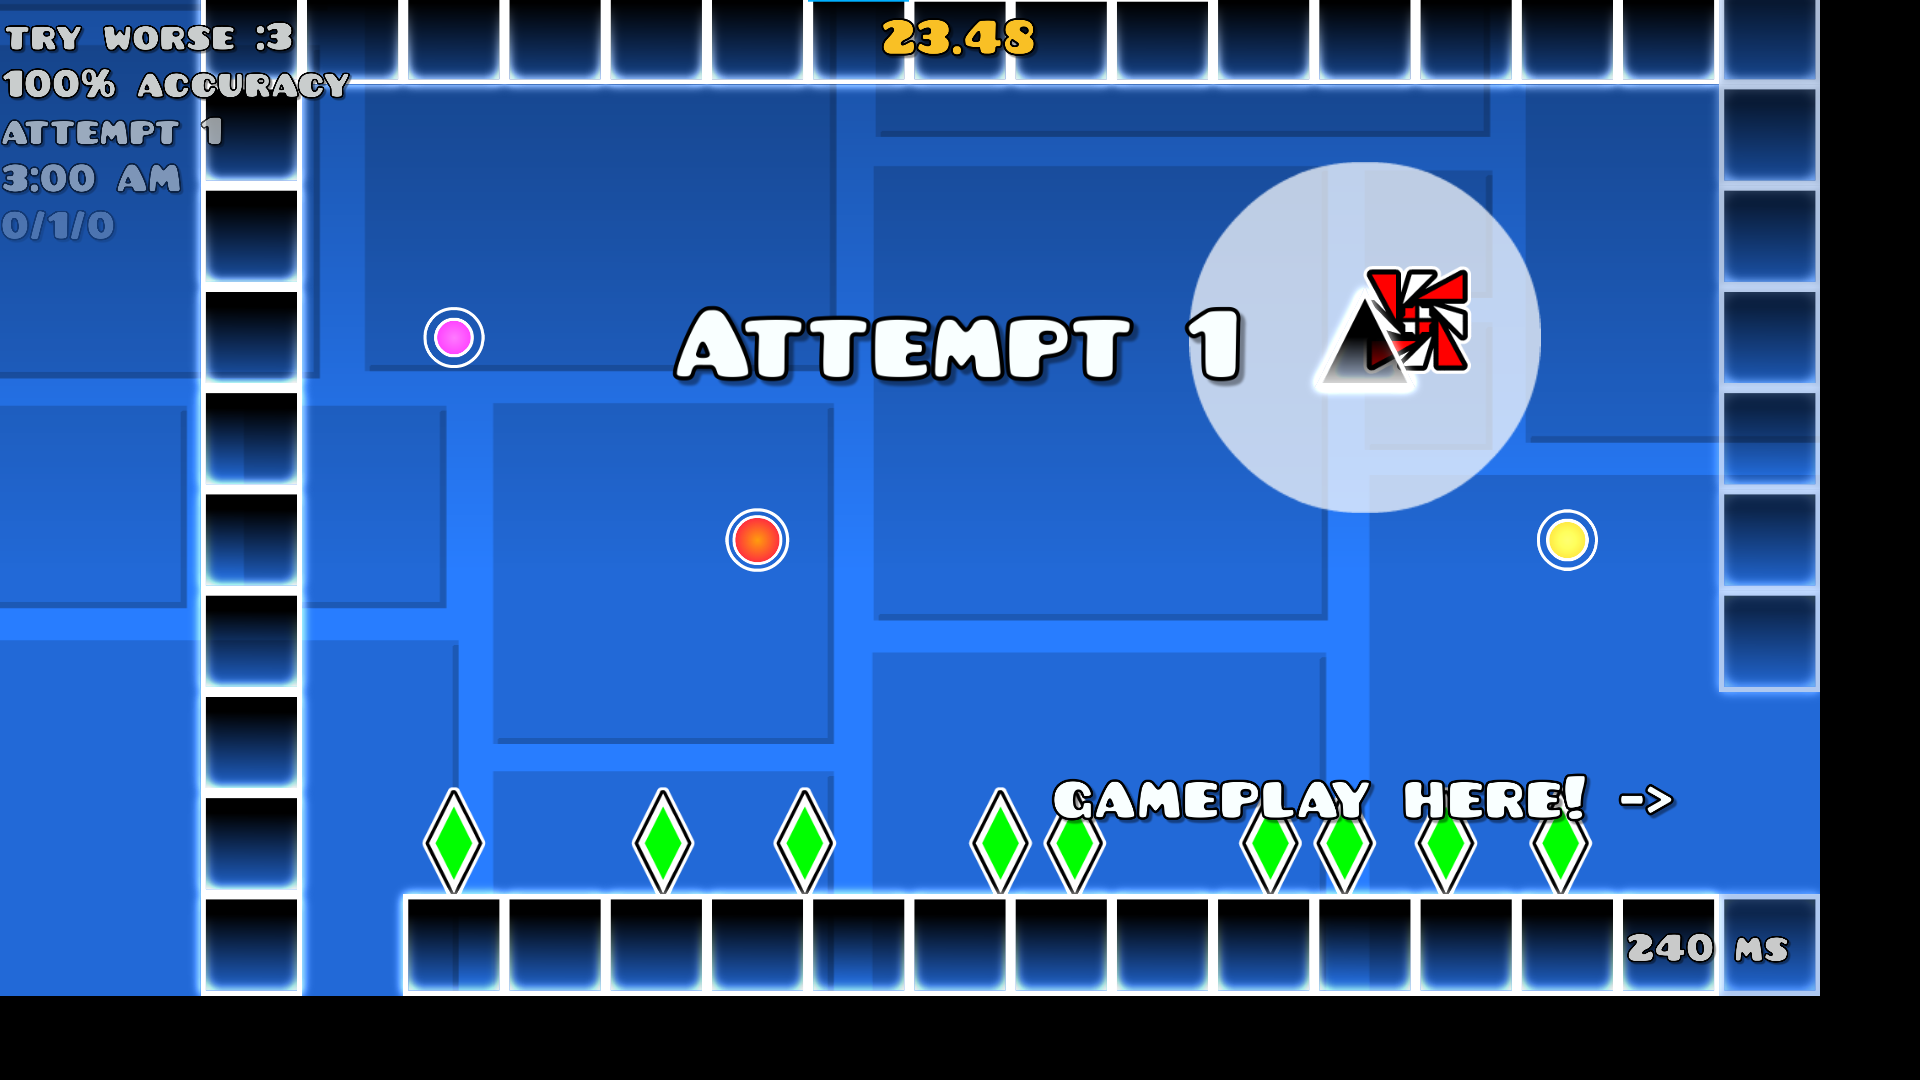 TRY WORSE :3
23.48
100% ACCURACY
ATTEMPT 1
3:00 AM
0/1/0
ATTEMPT 1
GAMEPLAY HERE! ->
240 MS